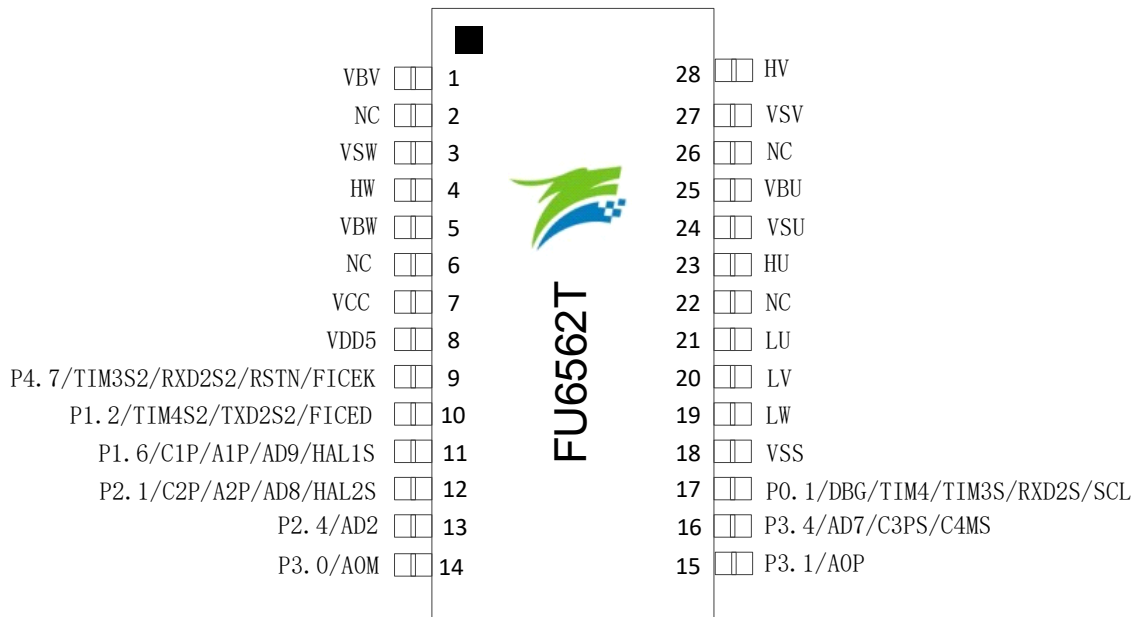 VBV 1
NC 2
VSW 3
HW 4
VBW 5
NC 6
VCC 7
VDD5 8
P4.7/TIM3S2/RXD2S2/RSTN/FICEK 9
P1.2/TIM4S2/TXD2S2/FICED 10
P1.6/C1P/A1P/AD9/HAL1S 11
P2.1/C2P/A2P/AD8/HAL2S 12
P2.4/AD2 13
P3.0/A0M 14
FU6562T
28 HV
27 VSV
26 NC
25 VBU
24 VSU
23 HU
22 NC
21 LU
20 LV
19 LW
18 VSS
17 P0.1/DBG/TIM4/TIM3S/RXD2S/SCL
16 P3.4/AD7/C3PS/C4MS
15 P3.1/A0P